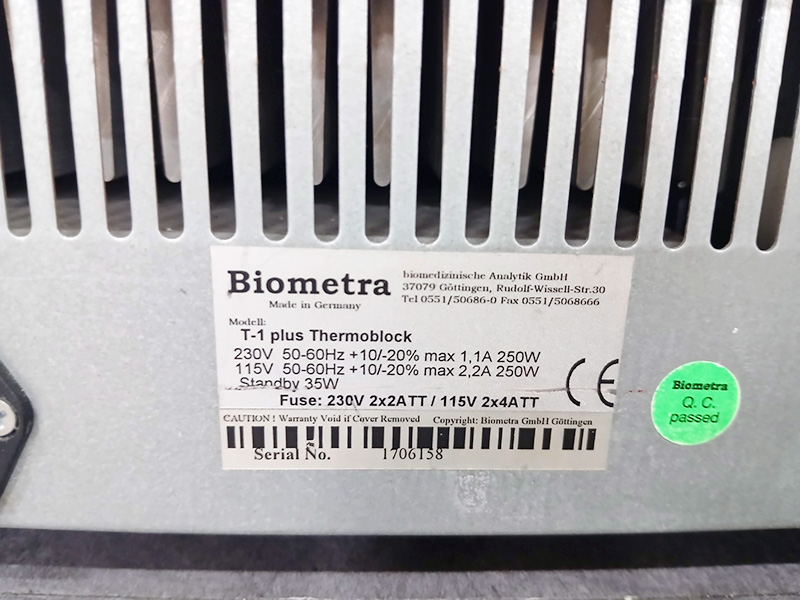 Biometra
biomedizinische Analytik GmbH
37079 Göttingen, Rudolf-Wissell-Str.30
Tel 0551/50686-0 Fax 0551/5068666
Made in Germany
Modell:
T-1 plus Thermoblock
230V 50-60Hz +10/-20% max 1,1A 250W
115V 50-60Hz +10/-20% max 2,2A 250W
Standby 35W
Fuse: 230V 2x2ATT / 115V 2x4ATT
CE
CAUTION ! Warranty Void if Cover Removed Copyright: Biometra GmbH Göttingen
Serial No. 1706158
Biometra
Q. C.
passed